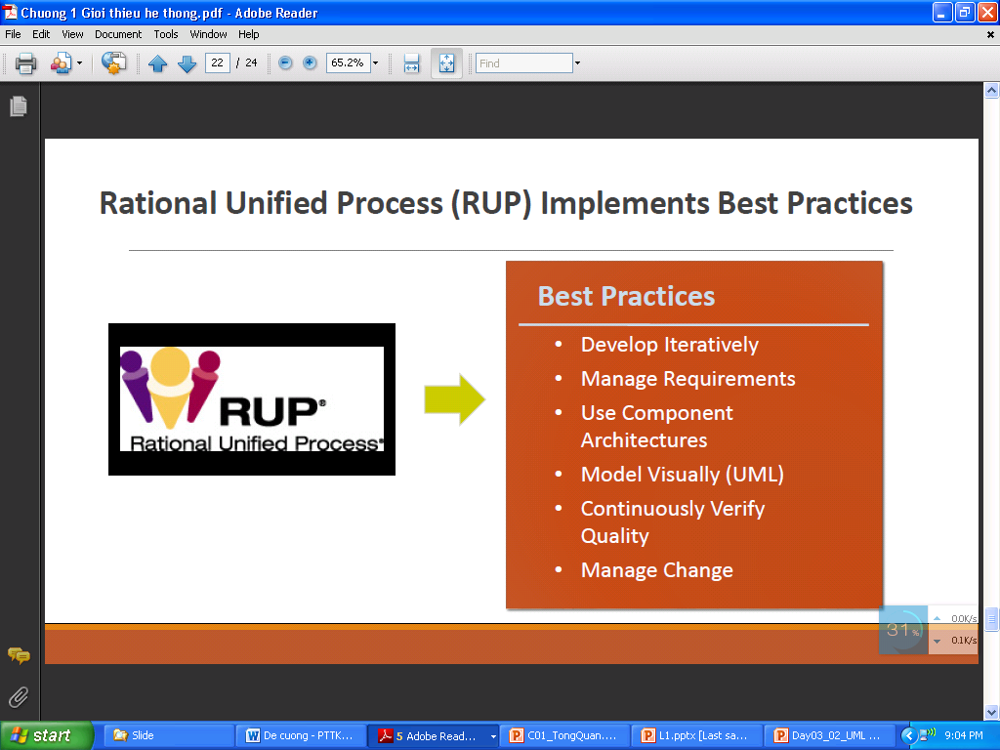 Chuong 1 Gioi thieu he thong.pdf - Adobe Reader
File Edit View Document Tools Window Help
22 / 24 65.2% Find
Rational Unified Process (RUP) Implements Best Practices
Best Practices
• Develop Iteratively
• Manage Requirements
• Use Component
Architectures
• Model Visually (UML)
• Continuously Verify
Quality
• Manage Change
RUP®
Rational Unified Process®
31%
0.0K/s
0.1K/s
start
Slide
De cuong - PTTK...
5 Adobe Read...
C01_TongQuan....
L1.pptx [Last sa...
Day03_02_UML ...
9:04 PM